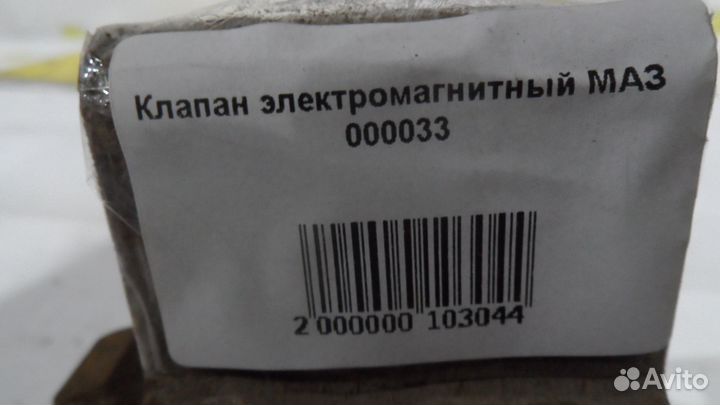 Клапан электромагнитный МАЗ
000033
2 000000 103044
Avito